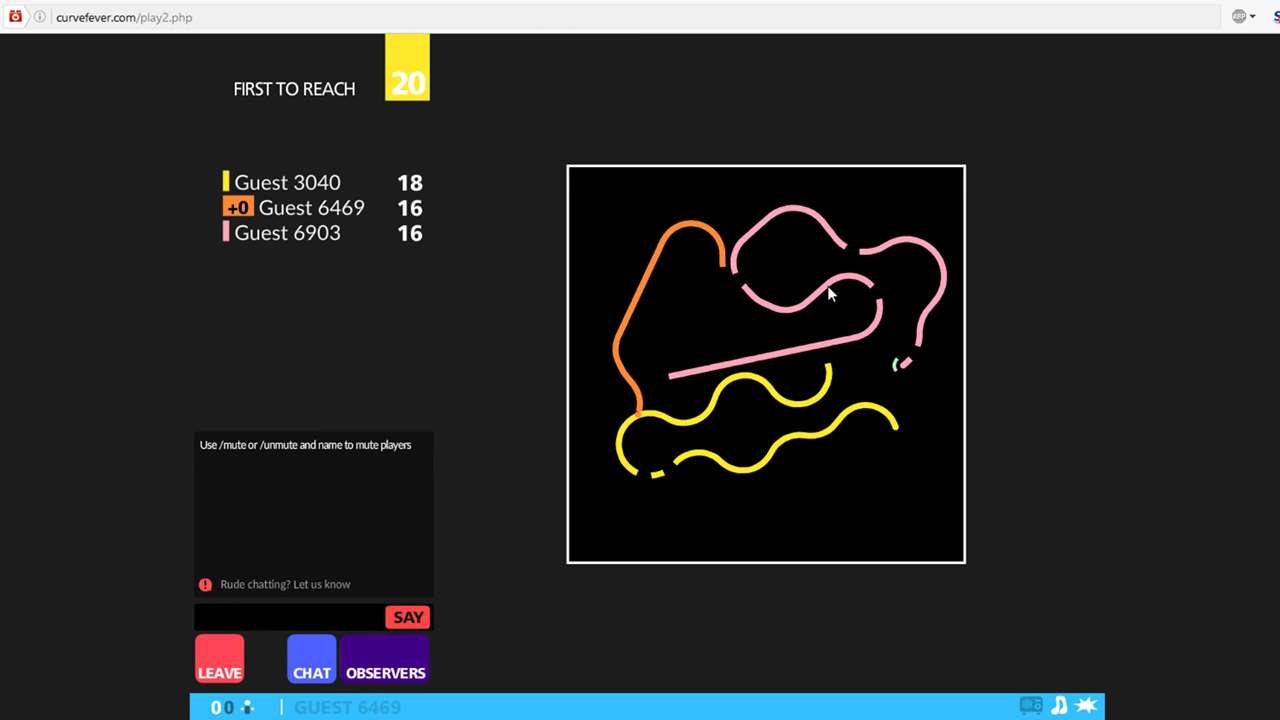 curvefever.com/play2.php
ABP
FIRST TO REACH
20
Guest 3040 18
+0 Guest 6469 16
Guest 6903 16
Use /mute or /unmute and name to mute players
! Rude chatting? Let us know
SAY
LEAVE
CHAT
OBSERVERS
00
GUEST 6469